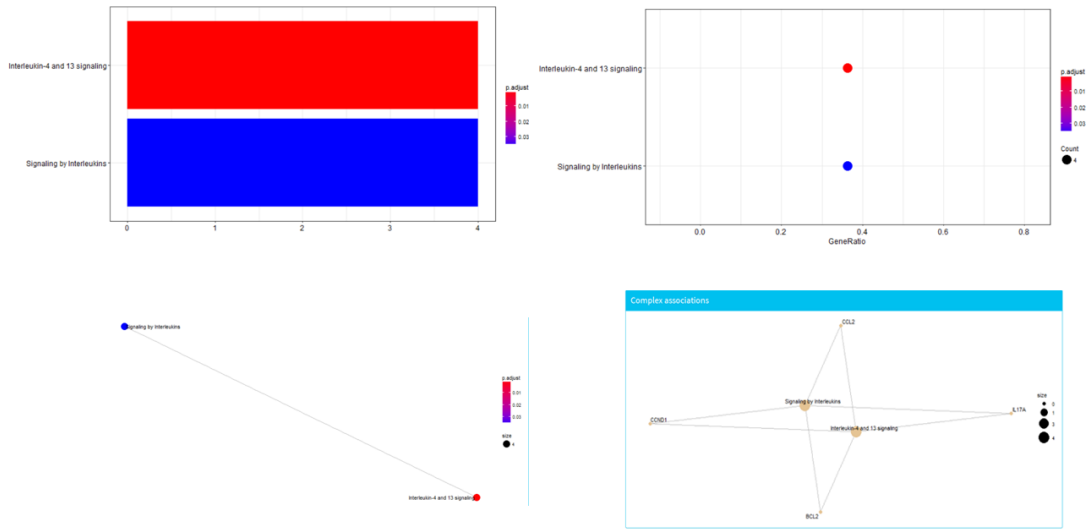 Interleukin-4 and 13 signaling
Signaling by Interleukins
0
1
2
3
4
p.adjust
0.01
0.02
0.03
Interleukin-4 and 13 signaling
Signaling by Interleukins
0.0
0.2
0.4
0.6
0.8
GeneRatio
p.adjust
0.01
0.02
0.03
Count
4
Signaling by Interleukins
Interleukin-4 and 13 signaling
p.adjust
0.01
0.02
0.03
size
4
Complex associations
CCL2
Signaling by Interleukins
IL17A
CCND1
Interleukin-4 and 13 signaling
BCL2
size
0
1
3
4